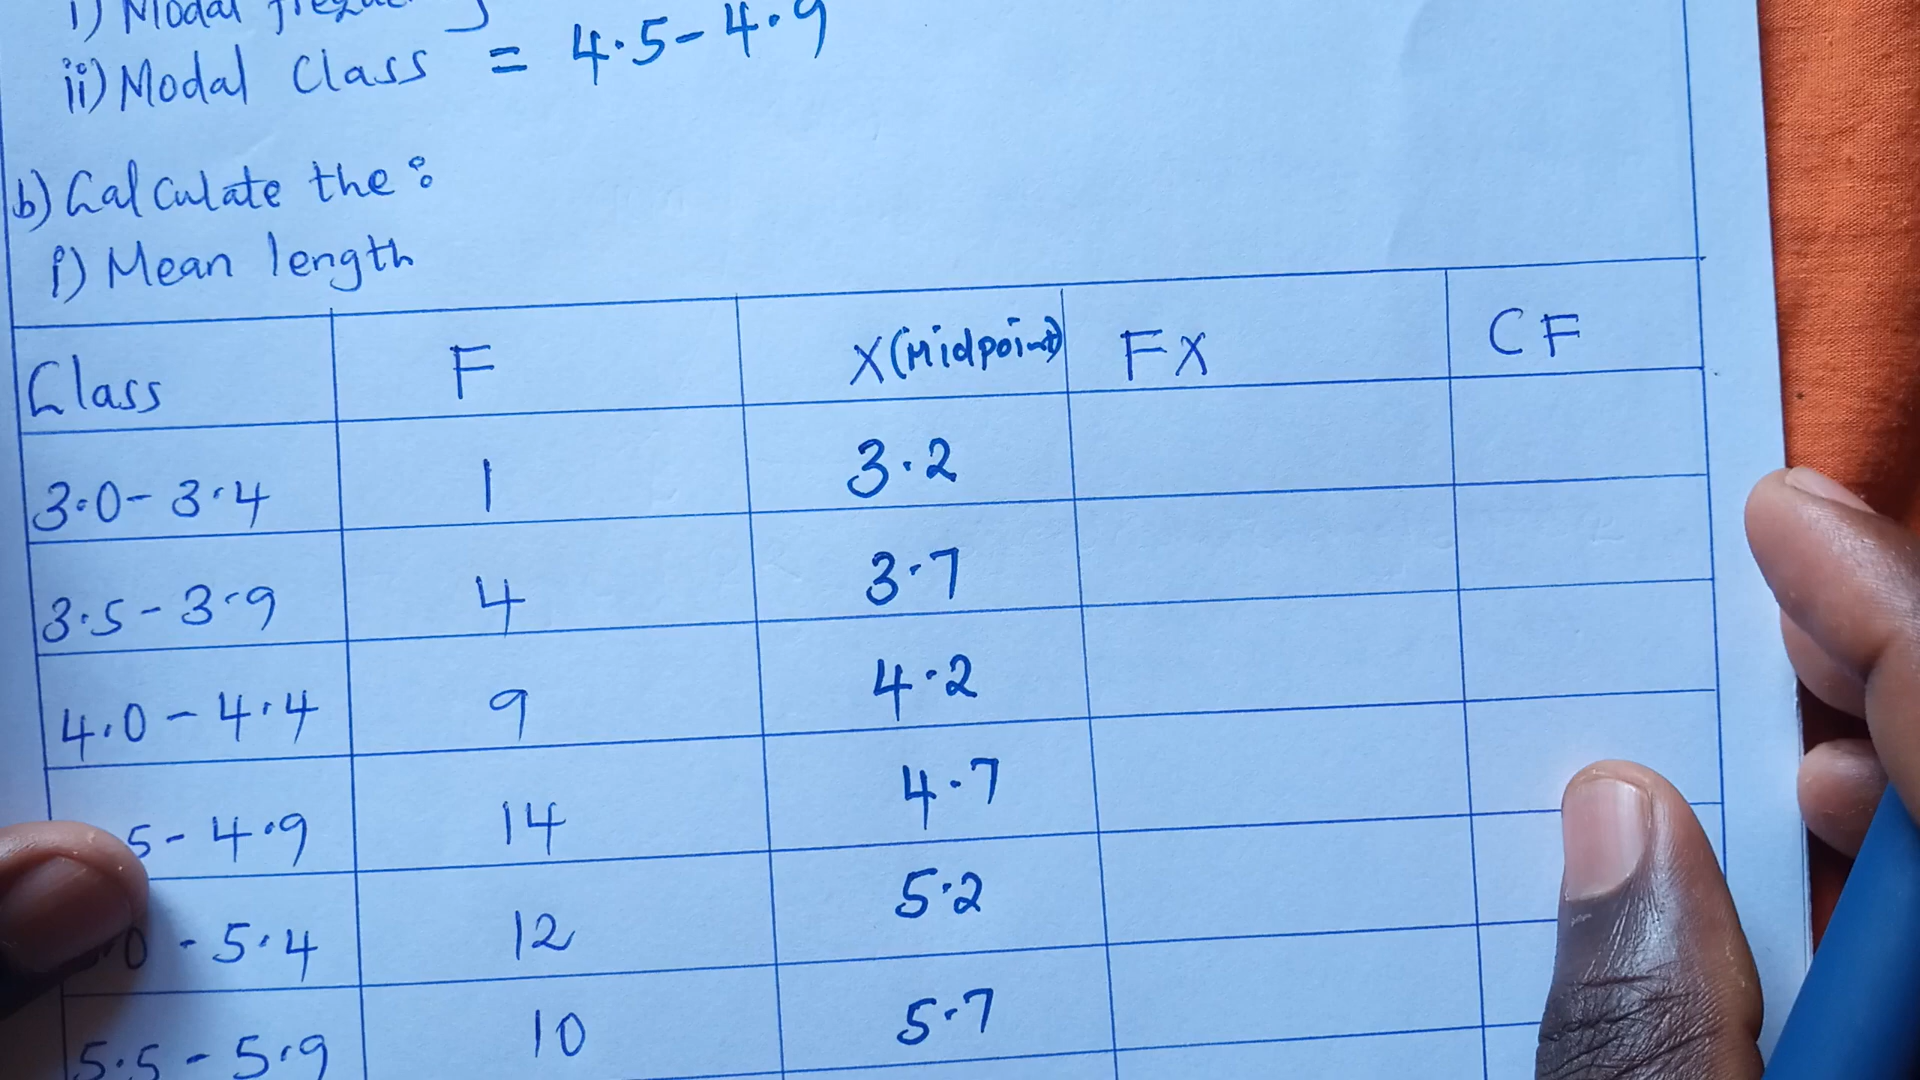 i) Modal
ii) Modal Class = 4.5-4.9
b) Calculate the:
i) Mean length
Class F X(Midpoint) FX CF
3.0-3.4 1 3.2
3.5-3.9 4 3.7
4.0-4.4 9 4.2
5-4.9 14 4.7
0-5.4 12 5.2
5.5-5.9 10 5.7